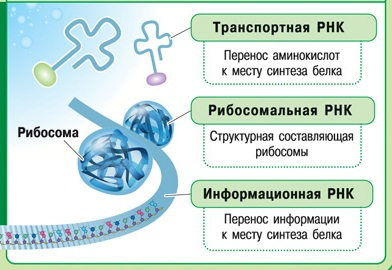 Транспортная РНК
Перенос аминокислот
к месту синтеза белка
Рибосома
Рибосомальная РНК
Структурная составляющая
рибосомы
Информационная РНК
Перенос информации
к месту синтеза белка